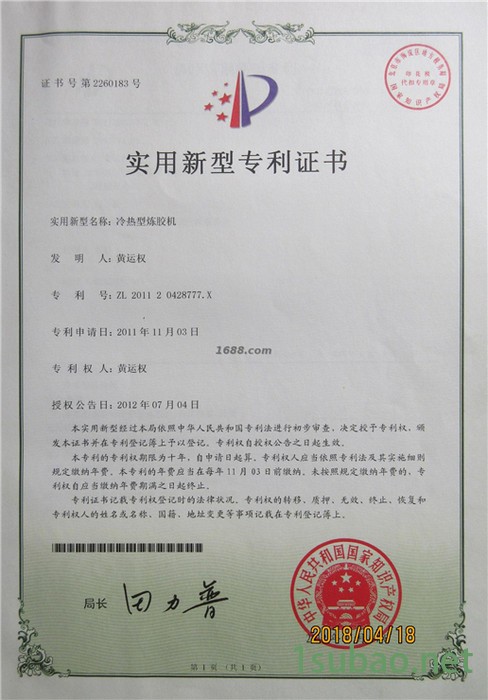 证书号第2260183号
实用新型专利证书
实用新型名称：冷热型炼胶机
发 明 人：黄运权
专 利 号：ZL 2011 2 0428777.X
专利申请日：2011年11月03日
1688.com
专 利 权 人：黄运权
授权公告日：2012年07月04日
本实用新型经过本局依照中华人民共和国专利法进行初步审查，决定授予专利权，颁
发本证书并在专利登记簿上予以登记。专利权自授权公告之日起生效。
本专利的专利权期限为十年，自申请日起算。专利权人应当依照专利法及其实施细则
规定缴纳年费。本专利的年费应当在每年11月03日前缴纳。未按照规定缴纳年费的，专
利权自应当缴纳年费期满之日起终止。
专利证书记载专利权登记时的法律状况。专利权的转移、质押、无效、终止、恢复和
专利权人的姓名或名称、国籍、地址变更等事项记载在专利登记簿上。
局长 田力普
中华人民共和国国家知识产权局
2018/04/18
1subao.net
第1页（共1页）